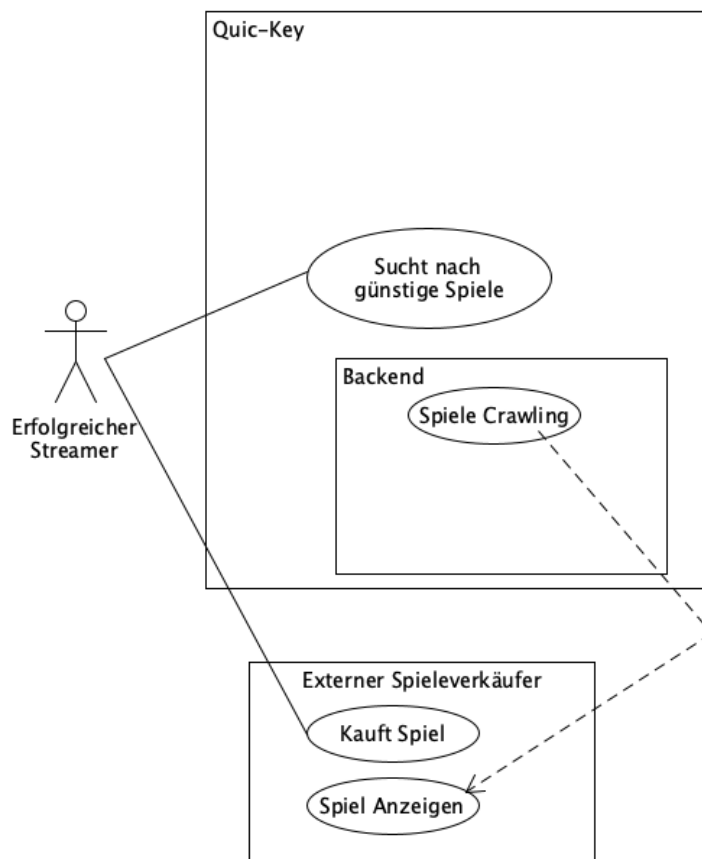 Quic-Key
Sucht nach
günstige Spiele
Backend
Spiele Crawling
Erfolgreicher
Streamer
Externer Spieleverkäufer
Kauft Spiel
Spiel Anzeigen